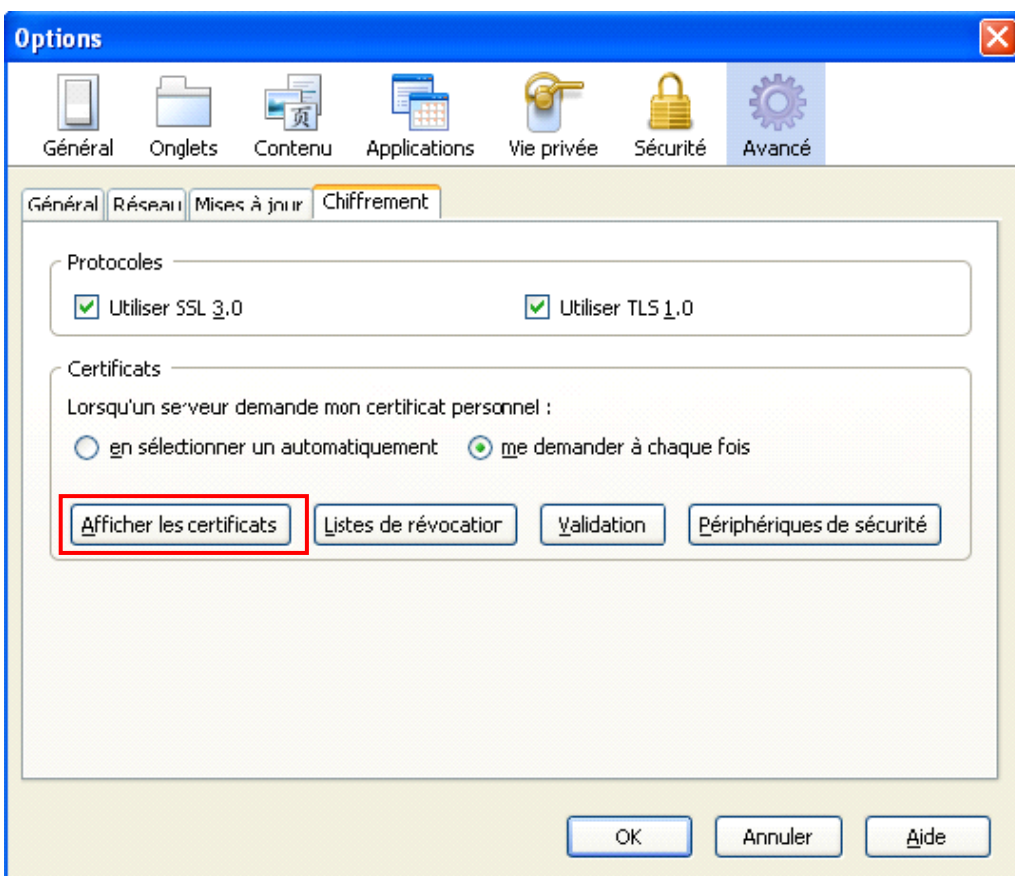 Options
Général Onglets Contenu Applications Vie privée Sécurité Avancé
Général Réseau Mises à jour Chiffrement
Protocoles
Utiliser SSL 3.0 Utiliser TLS 1.0
Certificats
Lorsqu'un serveur demande mon certificat personnel :
en sélectionner un automatiquement me demander à chaque fois
Afficher les certificats Listes de révocation Validation Périphériques de sécurité
OK Annuler Aide